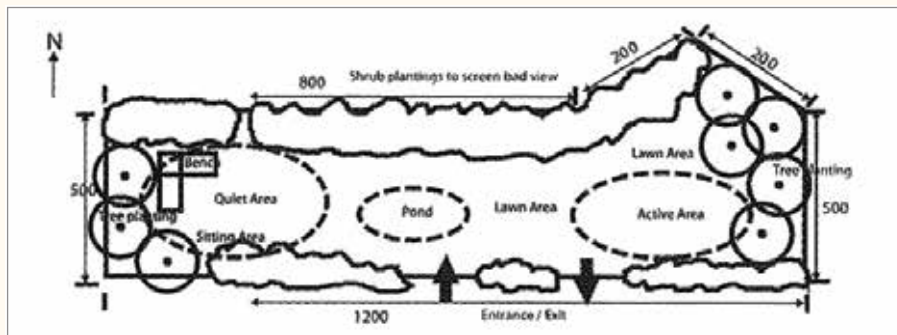 N
200
200
800
Shrub plantings to screen bad view
Lawn Area
Bench
Tree planting
500
Quiet Area
Pond
Lawn Area
Active Area
500
Tree planting
Sitting Area
1200
Entrance / Exit